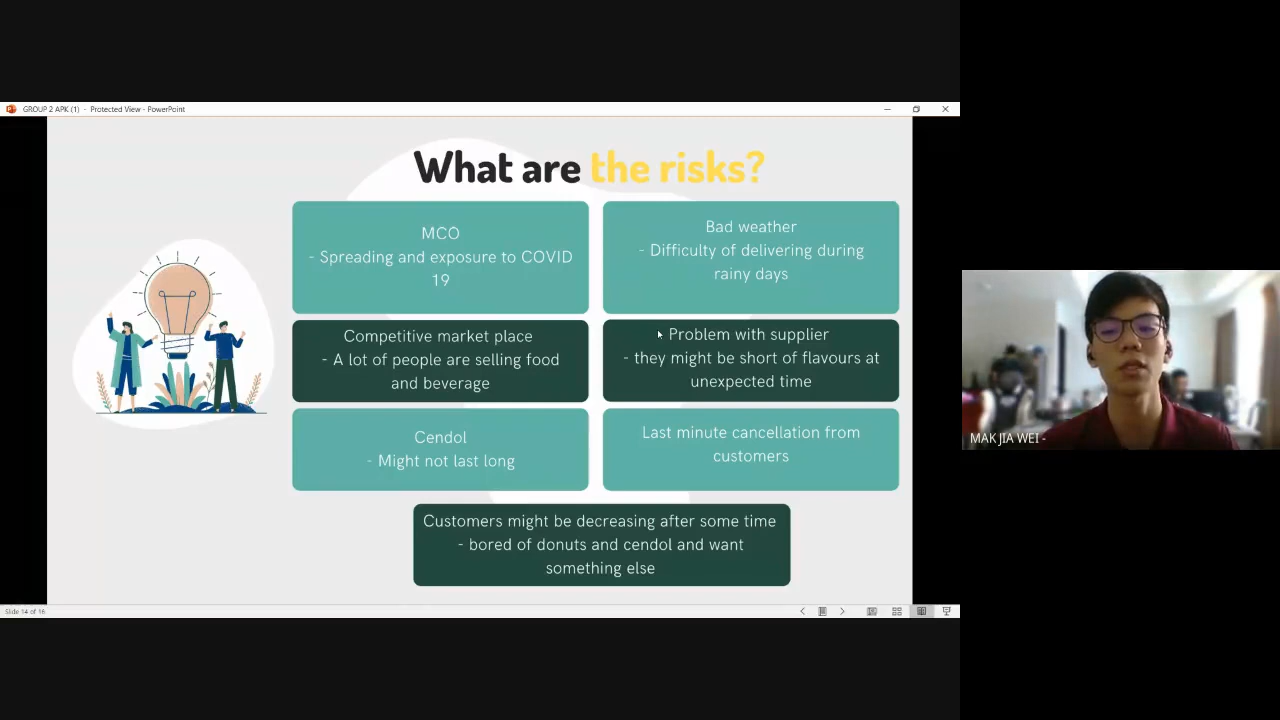 GROUP 2 APK (1) - Protected View - PowerPoint
What are the risks?
MCO
- Spreading and exposure to COVID
19
Bad weather
- Difficulty of delivering during
rainy days
Competitive market place
- A lot of people are selling food
and beverage
Problem with supplier
- they might be short of flavours at
unexpected time
Cendol
- Might not last long
Last minute cancellation from
customers
Customers might be decreasing after some time
- bored of donuts and cendol and want
something else
Slide 14 of 16
MAK JIA WEI -